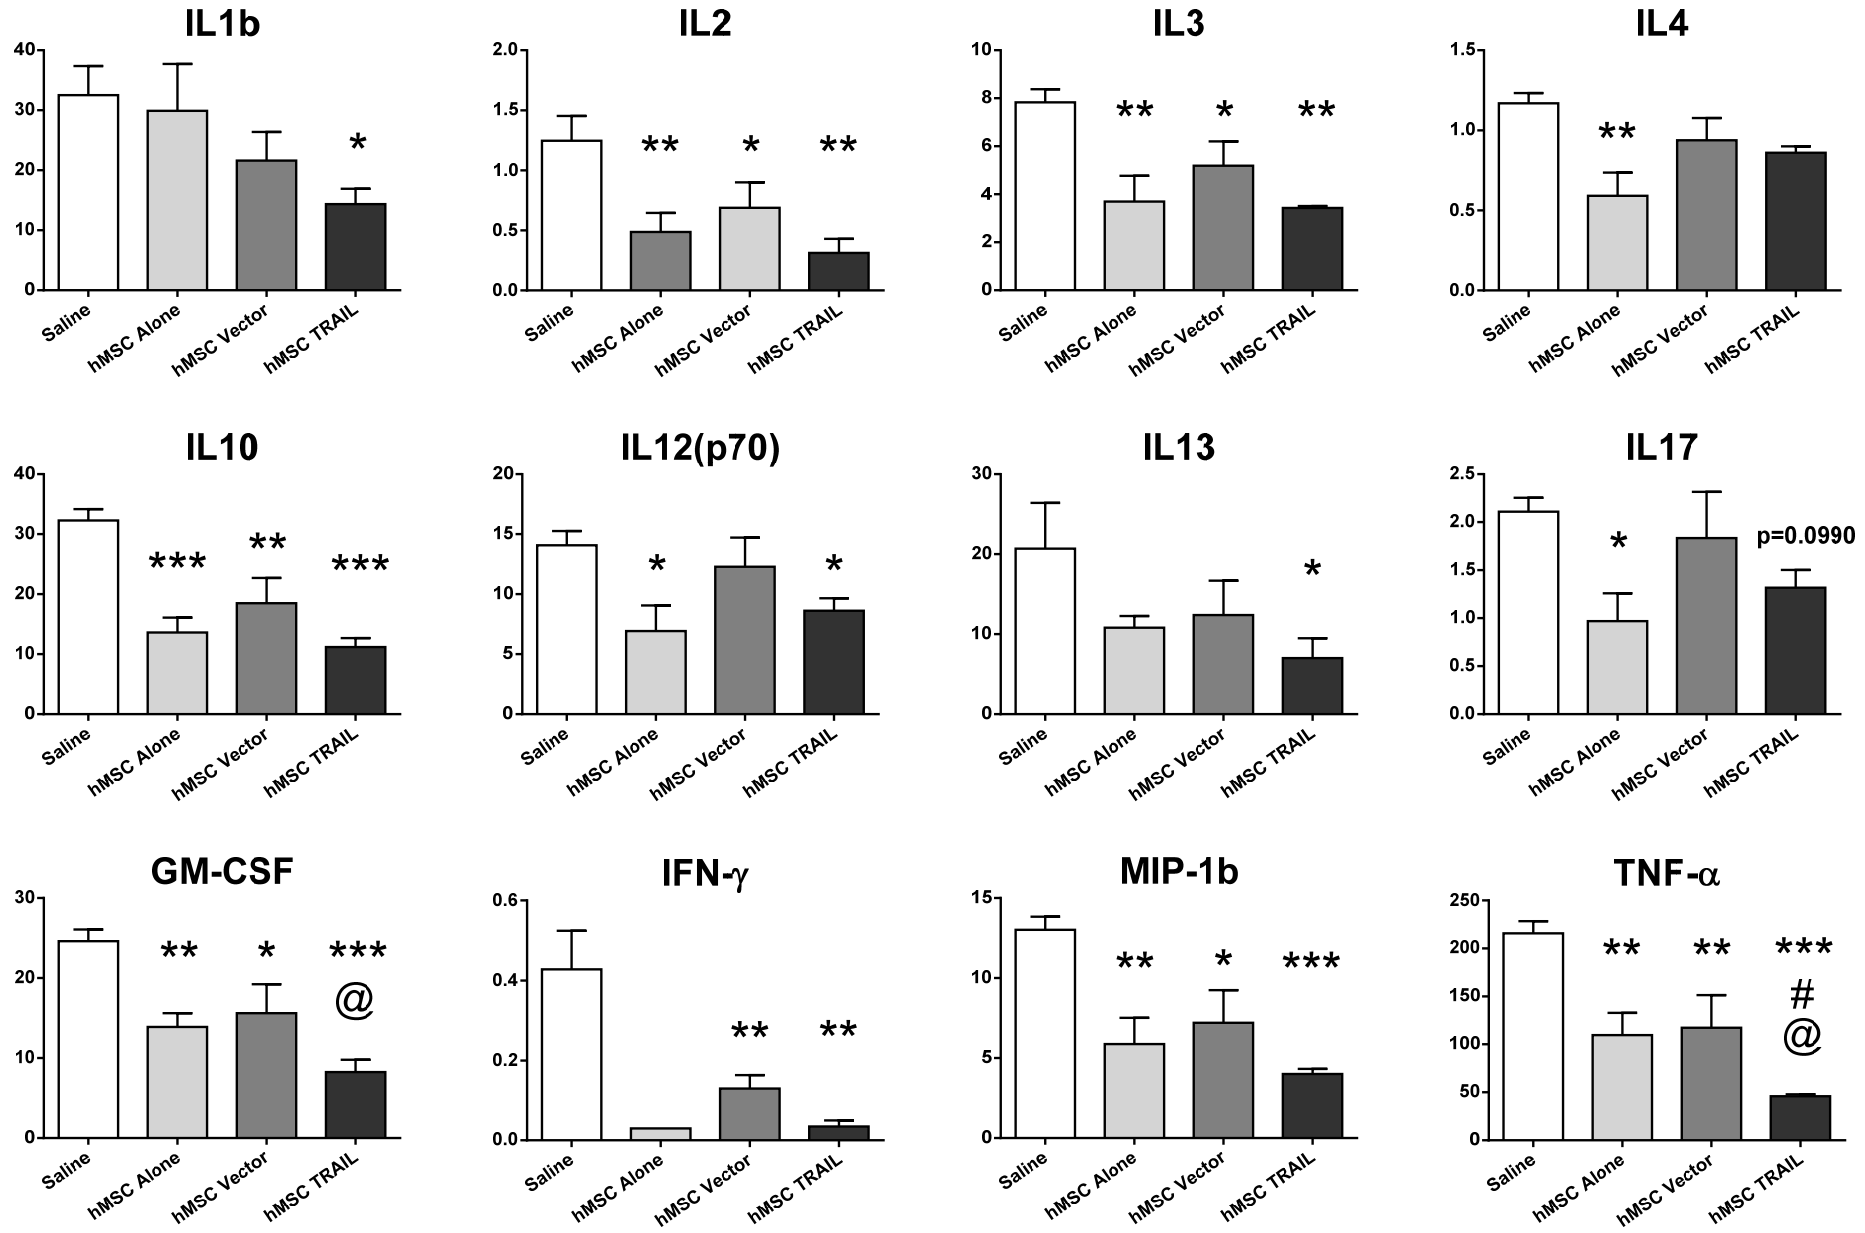 IL1b
40
30
20
10
0
*
Saline
hMSC Alone
hMSC Vector
hMSC TRAIL
IL2
2.0
1.5
1.0
0.5
0.0
** * **
Saline
hMSC Alone
hMSC Vector
hMSC TRAIL
IL3
10
8
6
4
2
0
** * **
Saline
hMSC Alone
hMSC Vector
hMSC TRAIL
IL4
1.5
1.0
0.5
0.0
**
Saline
hMSC Alone
hMSC Vector
hMSC TRAIL
IL10
40
30
20
10
0
*** ** ***
Saline
hMSC Alone
hMSC Vector
hMSC TRAIL
IL12(p70)
20
15
10
5
0
* *
Saline
hMSC Alone
hMSC Vector
hMSC TRAIL
IL13
30
20
10
0
*
Saline
hMSC Alone
hMSC Vector
hMSC TRAIL
IL17
2.5
2.0
1.5
1.0
0.5
0.0
* p=0.0990
Saline
hMSC Alone
hMSC Vector
hMSC TRAIL
GM-CSF
30
20
10
0
** * ***
@
Saline
hMSC Alone
hMSC Vector
hMSC TRAIL
IFN-γ
0.6
0.4
0.2
0.0
** **
Saline
hMSC Alone
hMSC Vector
hMSC TRAIL
MIP-1b
15
10
5
0
** * ***
Saline
hMSC Alone
hMSC Vector
hMSC TRAIL
TNF-α
250
200
150
100
50
0
** ** ***
#
@
Saline
hMSC Alone
hMSC Vector
hMSC TRAIL